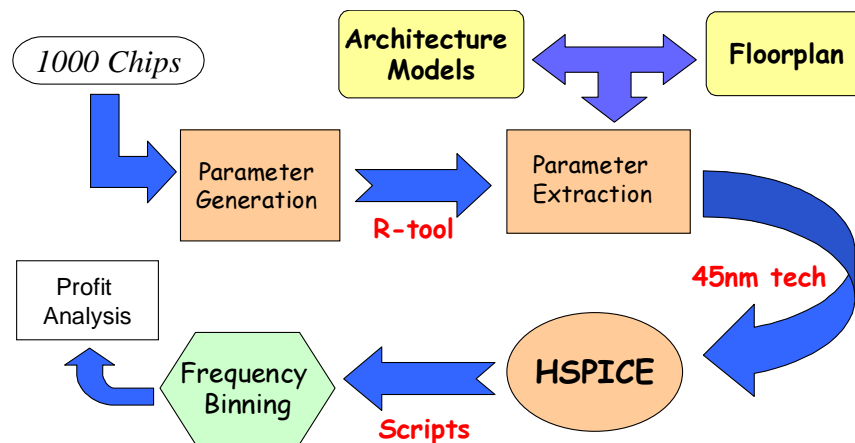 1000 Chips
Architecture
Models
Floorplan
Parameter
Generation
R-tool
Parameter
Extraction
45nm tech
Profit
Analysis
Frequency
Binning
Scripts
HSPICE